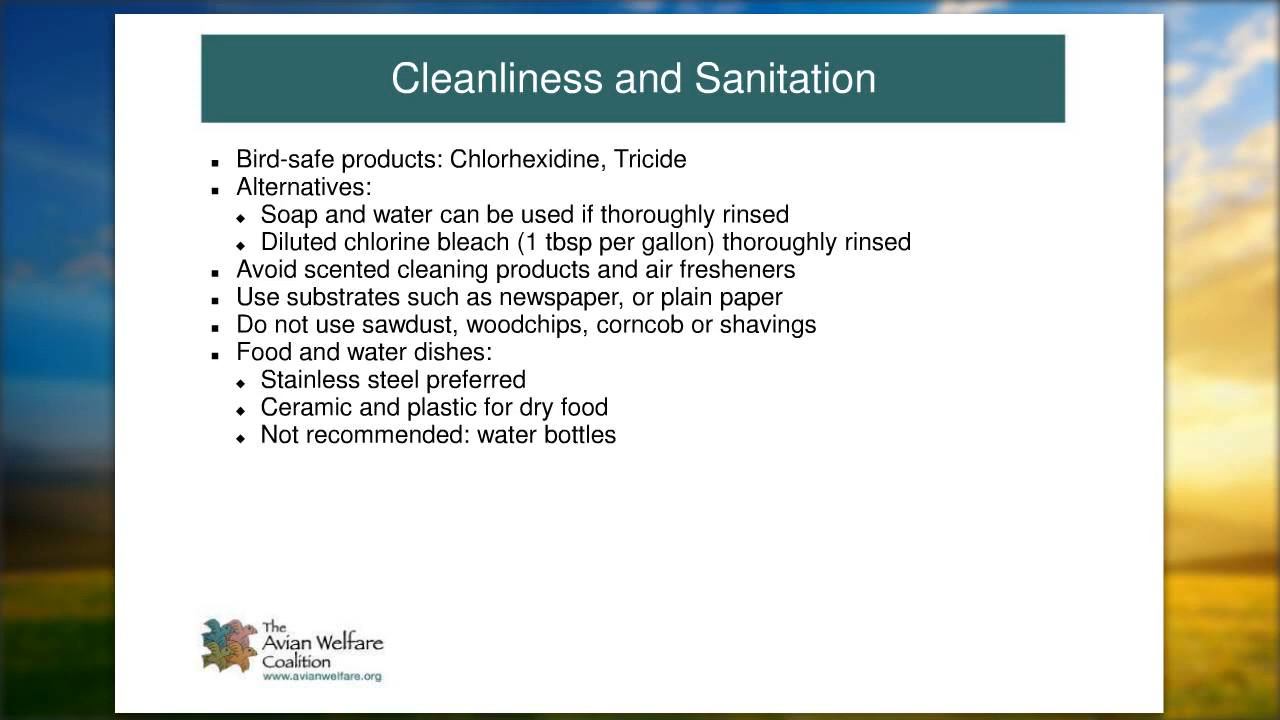 Cleanliness and Sanitation
Bird-safe products: Chlorhexidine, Tricide
Alternatives:
Soap and water can be used if thoroughly rinsed
Diluted chlorine bleach (1 tbsp per gallon) thoroughly rinsed
Avoid scented cleaning products and air fresheners
Use substrates such as newspaper, or plain paper
Do not use sawdust, woodchips, corncob or shavings
Food and water dishes:
Stainless steel preferred
Ceramic and plastic for dry food
Not recommended: water bottles
The
Avian Welfare
Coalition
www.avianwelfare.org